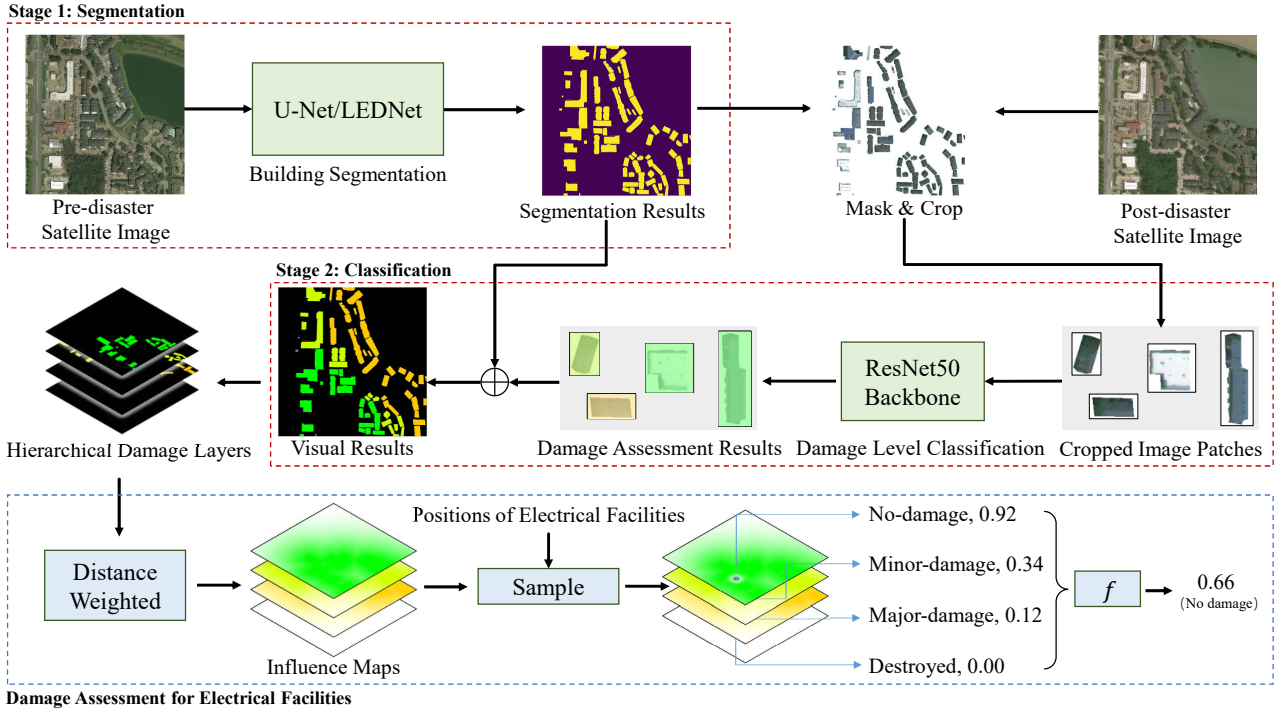 Stage 1: Segmentation
U-Net/LEDNet
Building Segmentation
Pre-disaster
Satellite Image
Segmentation Results
Mask & Crop
Post-disaster
Satellite Image
Stage 2: Classification
ResNet50
Backbone
Hierarchical Damage Layers
Visual Results
Damage Assessment Results
Damage Level Classification
Cropped Image Patches
Positions of Electrical Facilities
Distance
Weighted
Influence Maps
Sample
No-damage, 0.92
Minor-damage, 0.34
Major-damage, 0.12
Destroyed, 0.00
f
0.66
(No damage)
Damage Assessment for Electrical Facilities